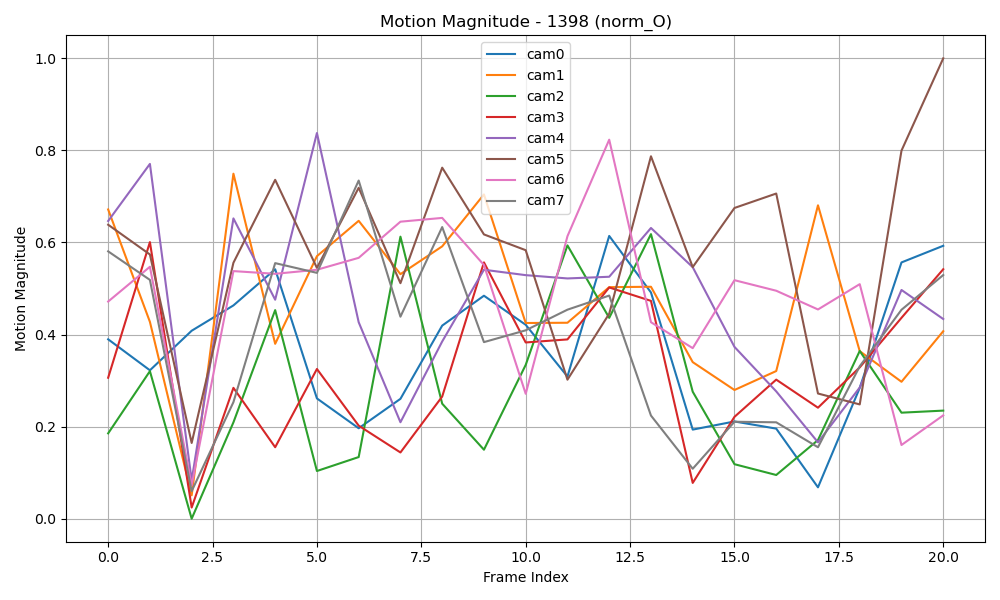 Motion Magnitude - 1398 (norm_O)
Motion Magnitude
1.0
0.8
0.6
0.4
0.2
0.0
cam0
cam1
cam2
cam3
cam4
cam5
cam6
cam7
0.0 2.5 5.0 7.5 10.0 12.5 15.0 17.5 20.0
Frame Index